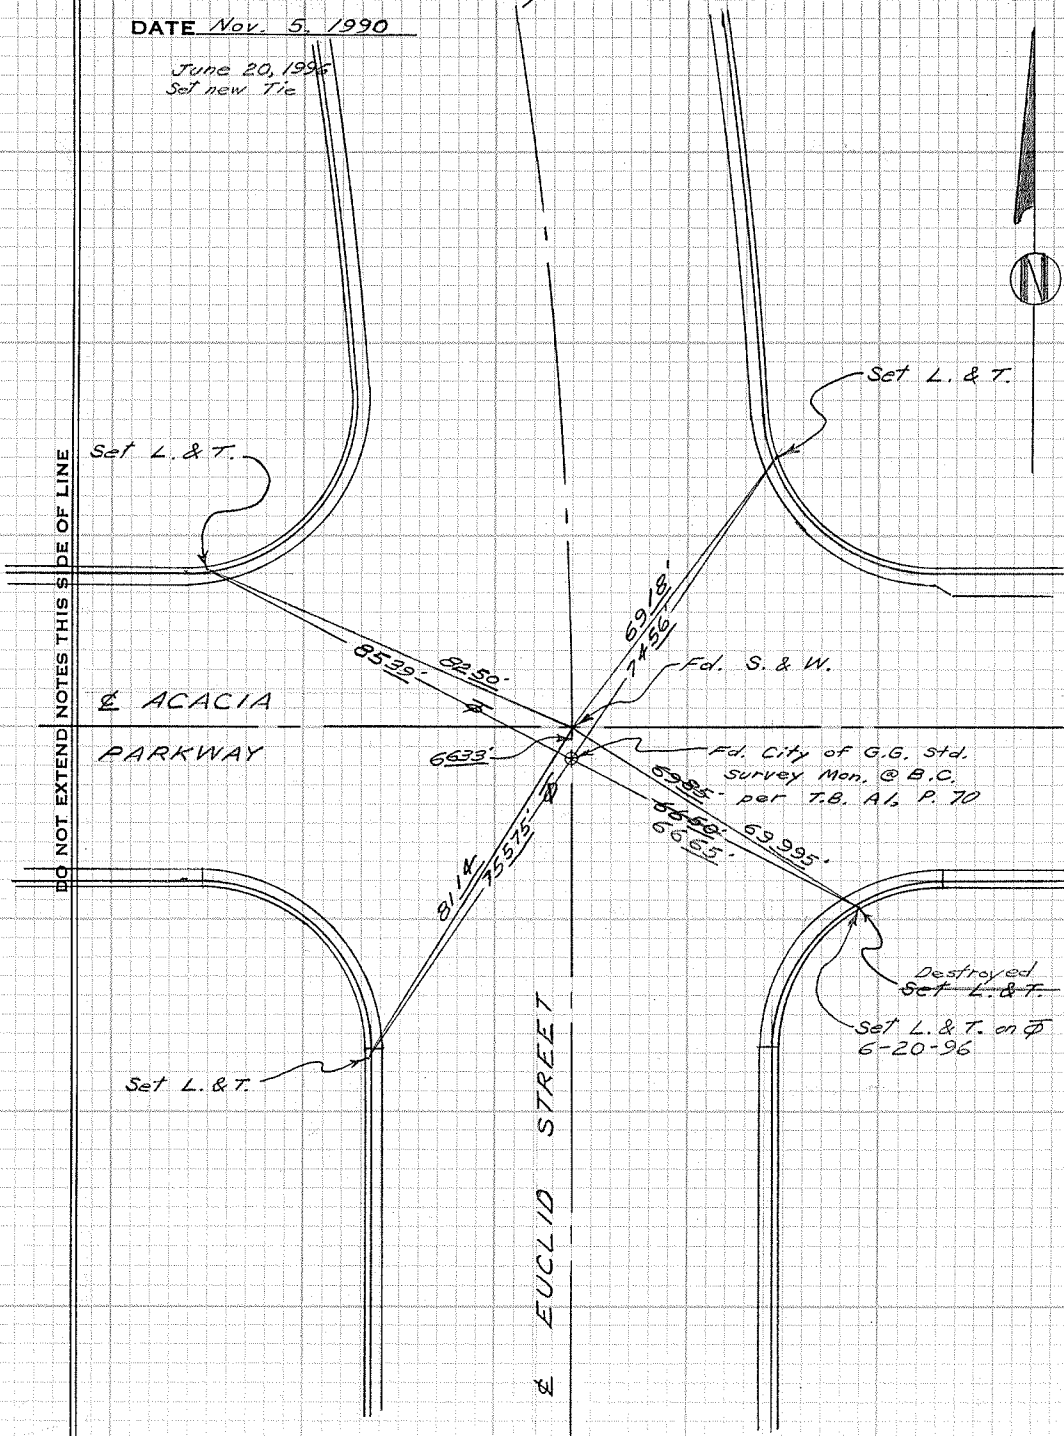 DATE Nov. 5, 1990
June 20, 1996
Set new Tie
N
Set L. & T.
Set L. & T.
DO NOT EXTEND NOTES THIS SIDE OF LINE
69 18'
74 56'
85 39'
82 50'
Fd. S. & W.
℄ ACACIA
PARKWAY
6 633'
Fd. City of G.G. Std.
Survey Mon. @ B.C.
per T.B. A1, P. 70
69 85'
66 50'
66 65'
69 995'
81 14'
75 575'
Destroyed
Set L. & T.
Set L. & T. on
6-20-96
Set L. & T.
℄ EUCLID STREET